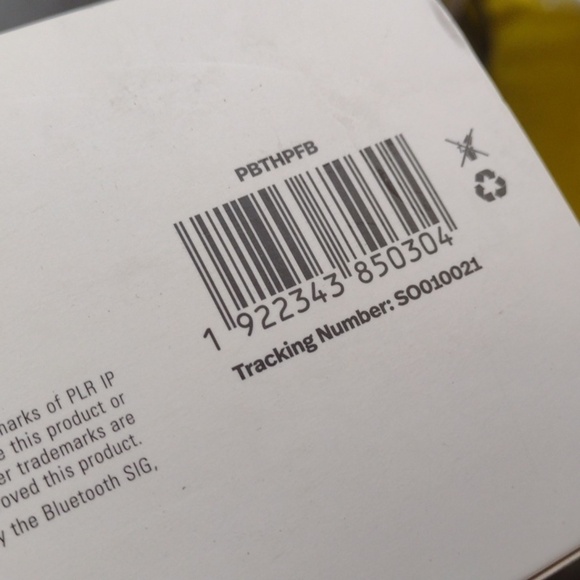 PBTHPFB
1 922343 850304
Tracking Number: SO010021
marks of PLR IP
e this product or
er trademarks are
oved this product.
y the Bluetooth SIG,